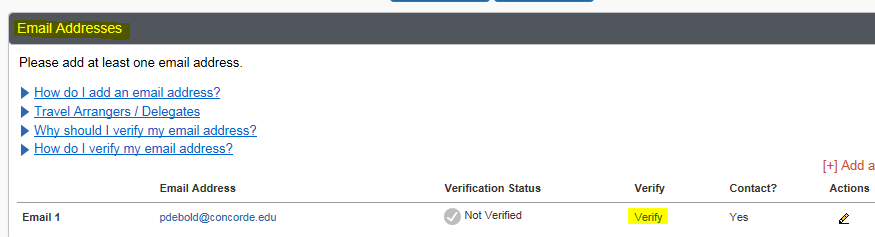 Email Addresses
Please add at least one email address.
How do I add an email address?
Travel Arrangers / Delegates
Why should I verify my email address?
How do I verify my email address?
[+] Add a
Email Address Verification Status Verify Contact? Actions
Email 1 pdebold@concorde.edu Not Verified Verify Yes